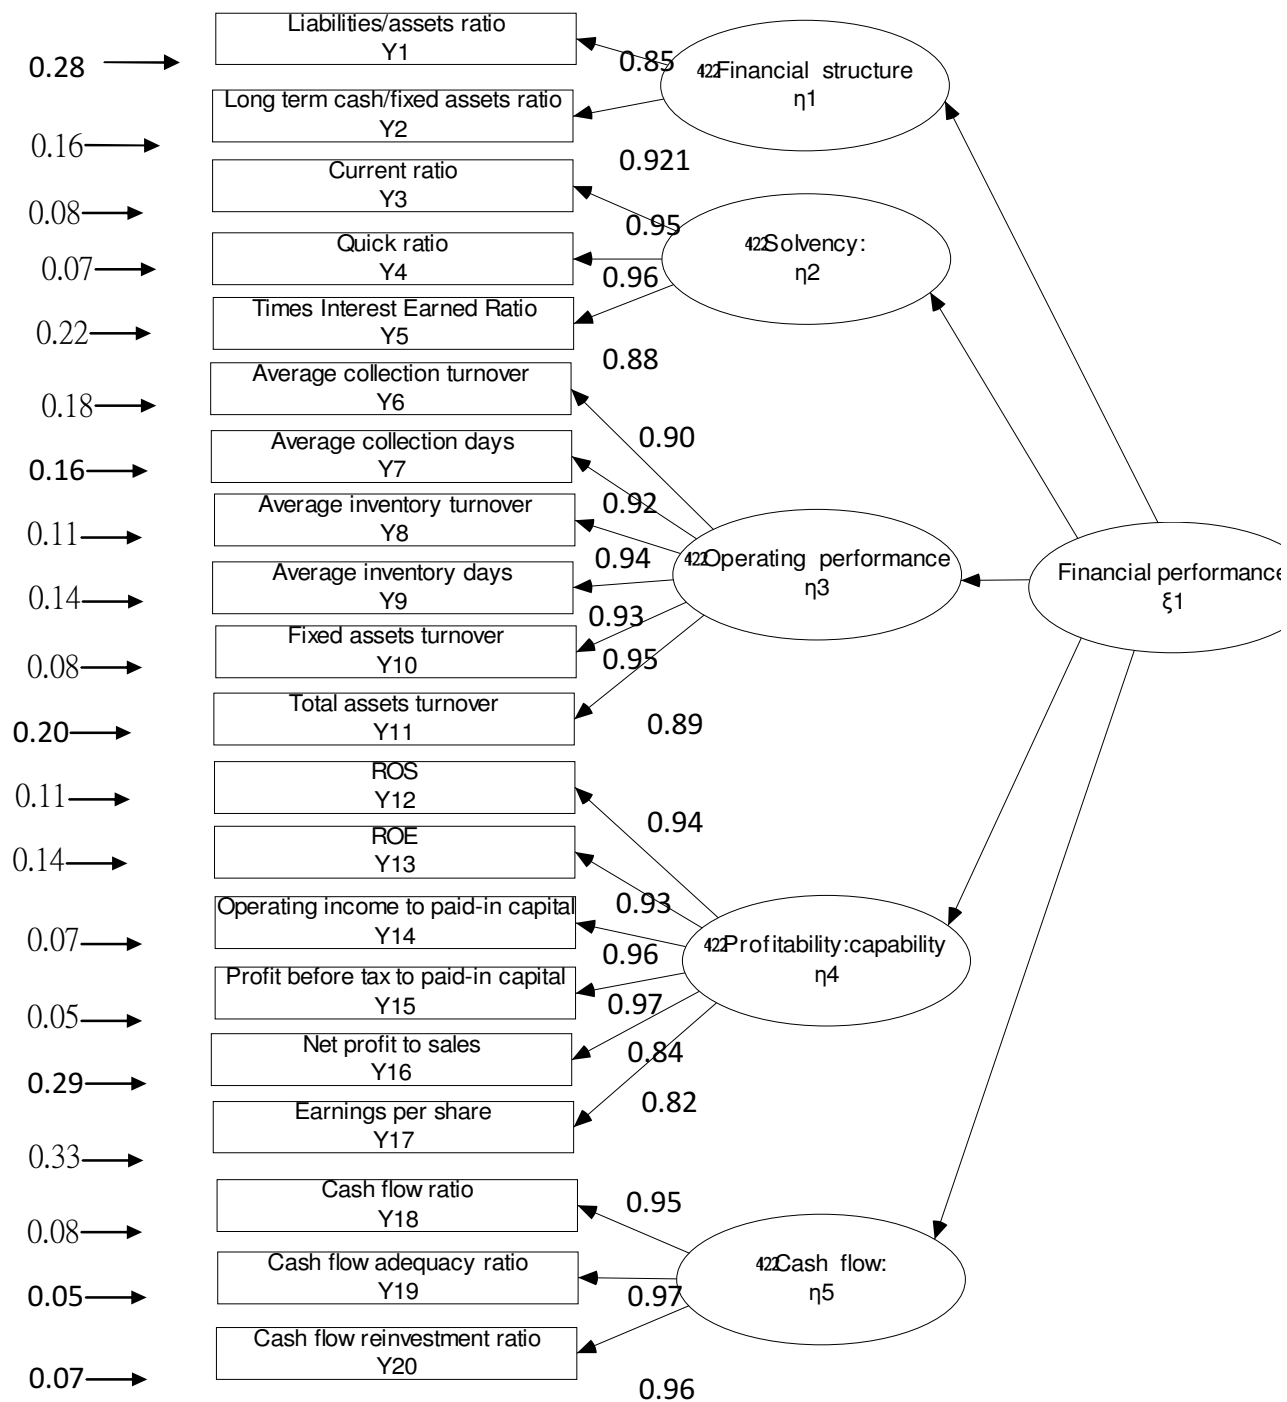 Liabilities/assets ratio
Y1
0.28
0.85
Financial structure
η1
Long term cash/fixed assets ratio
Y2
0.16
0.921
Current ratio
Y3
0.08
0.95
Solvency:
η2
Quick ratio
Y4
0.07
0.96
Times Interest Earned Ratio
Y5
0.22
0.88
Average collection turnover
Y6
0.18
0.90
Average collection days
Y7
0.16
0.92
Average inventory turnover
Y8
0.11
0.94
Operating performance
η3
Financial performance
ξ1
Average inventory days
Y9
0.14
0.93
Fixed assets turnover
Y10
0.08
0.95
Total assets turnover
Y11
0.20
0.89
ROS
Y12
0.11
0.94
ROE
Y13
0.14
0.93
Operating income to paid-in capital
Y14
0.07
0.96
Profitability:capability
η4
Profit before tax to paid-in capital
Y15
0.05
0.97
Net profit to sales
Y16
0.29
0.84
Earnings per share
Y17
0.33
0.82
Cash flow ratio
Y18
0.08
0.95
Cash flow adequacy ratio
Y19
0.05
0.97
Cash flow:
η5
Cash flow reinvestment ratio
Y20
0.07
0.96